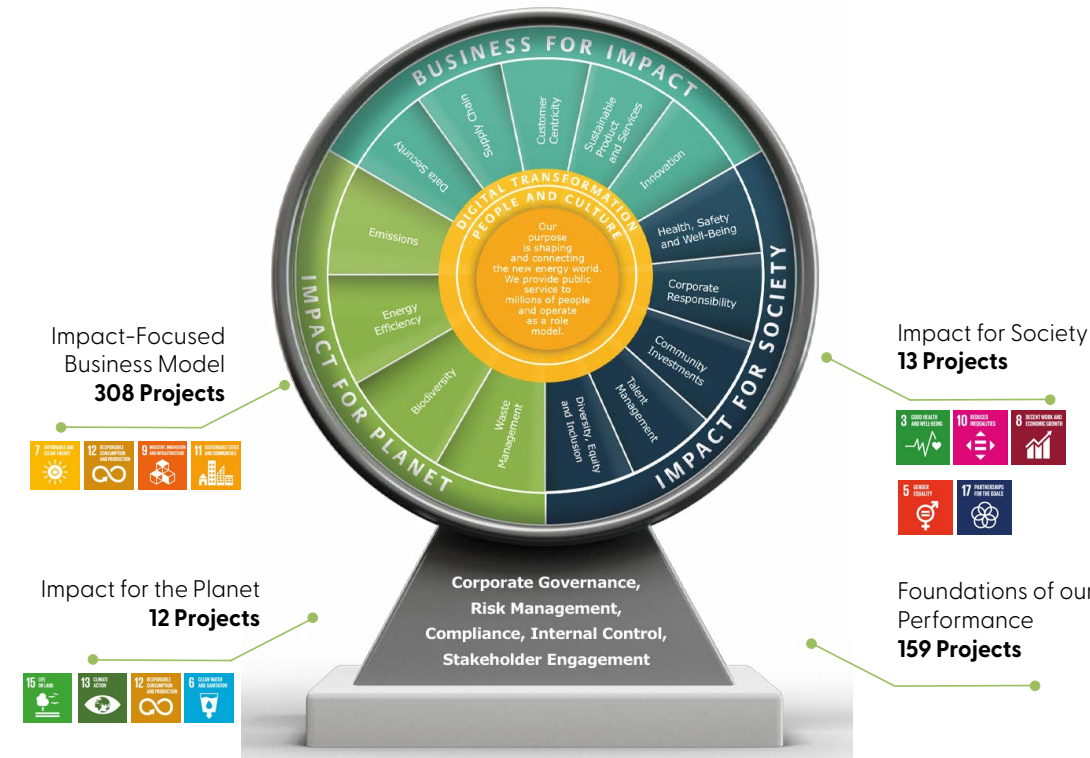 BUSINESS FOR IMPACT
Data Security
Supply Chain
Customer
Centricity
Sustainable
Product
and Services
Innovation
IMPACT FOR SOCIETY
Health, Safety
and Well-Being
Corporate
Responsibility
Community
Investments
Talent
Management
Diversity, Equity
and Inclusion
IMPACT FOR PLANET
Emissions
Energy
Efficiency
Biodiversity
Waste
Management
DIGITAL TRANSFORMATION
PEOPLE AND CULTURE
Our
purpose
is shaping
and connecting
the new energy world.
We provide public
service to
millions of people
and operate
as a role
model.
Corporate Governance,
Risk Management,
Compliance, Internal Control,
Stakeholder Engagement
Impact-Focused
Business Model
308 Projects
7 AFFORDABLE AND
CLEAN ENERGY
12 RESPONSIBLE
CONSUMPTION
AND PRODUCTION
9 INDUSTRY, INNOVATION
AND INFRASTRUCTURE
11 SUSTAINABLE CITIES
AND COMMUNITIES
Impact for the Planet
12 Projects
15 LIFE
ON LAND
13 CLIMATE
ACTION
12 RESPONSIBLE
CONSUMPTION
AND PRODUCTION
6 CLEAN WATER
AND SANITATION
Impact for Society
13 Projects
3 GOOD HEALTH
AND WELL-BEING
10 REDUCED
INEQUALITIES
8 DECENT WORK AND
ECONOMIC GROWTH
5 GENDER
EQUALITY
17 PARTNERSHIPS
FOR THE GOALS
Foundations of our
Performance
159 Projects